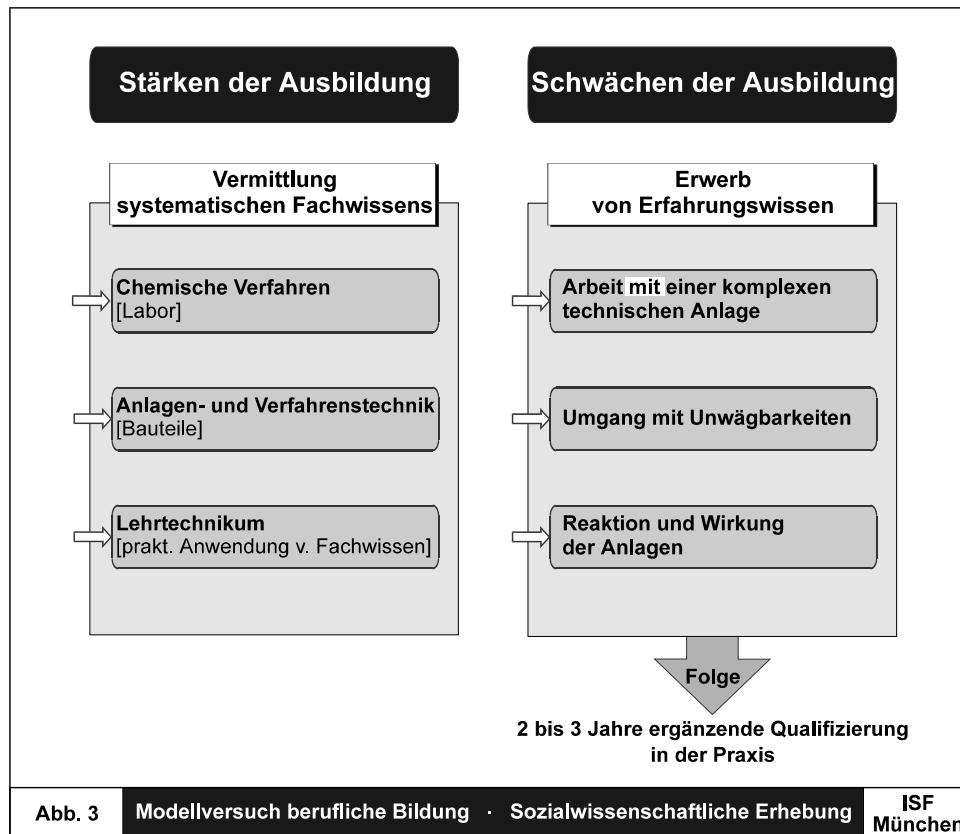 Stärken der Ausbildung
Vermittlung
systematischen Fachwissens
Chemische Verfahren
[Labor]
Anlagen- und Verfahrenstechnik
[Bauteile]
Lehrtechnikum
[prakt. Anwendung v. Fachwissen]
Schwächen der Ausbildung
Erwerb
von Erfahrungswissen
Arbeit mit einer komplexen
technischen Anlage
Umgang mit Unwägbarkeiten
Reaktion und Wirkung
der Anlagen
Folge
2 bis 3 Jahre ergänzende Qualifizierung
in der Praxis
Abb. 3
Modellversuch berufliche Bildung · Sozialwissenschaftliche Erhebung
ISF
München